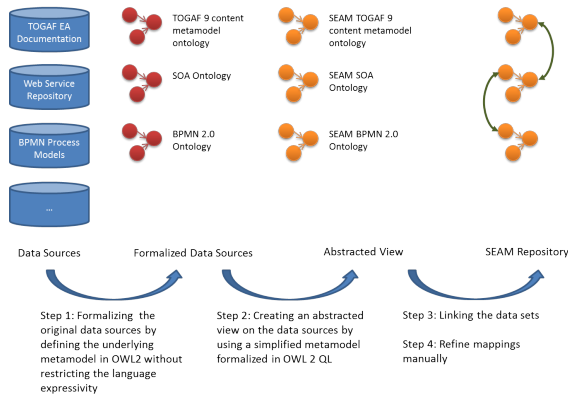 TOGAF EA
Documentation
TOGAF 9 content
metamodel
ontology
SEAM TOGAF 9
content metamodel
ontology
Web Service
Repository
SOA Ontology
SEAM SOA
Ontology
BPMN Process
Models
BPMN 2.0
Ontology
SEAM BPMN 2.0
Ontology
...
Data Sources
Formalized Data Sources
Abstracted View
SEAM Repository
Step 1: Formalizing the
original data sources by
defining the underlying
metamodel in OWL2 without
restricting the language
expressivity
Step 2: Creating an abstracted
view on the data sources by
using a simplified metamodel
formalized in OWL 2 QL
Step 3: Linking the data sets
Step 4: Refine mappings
manually